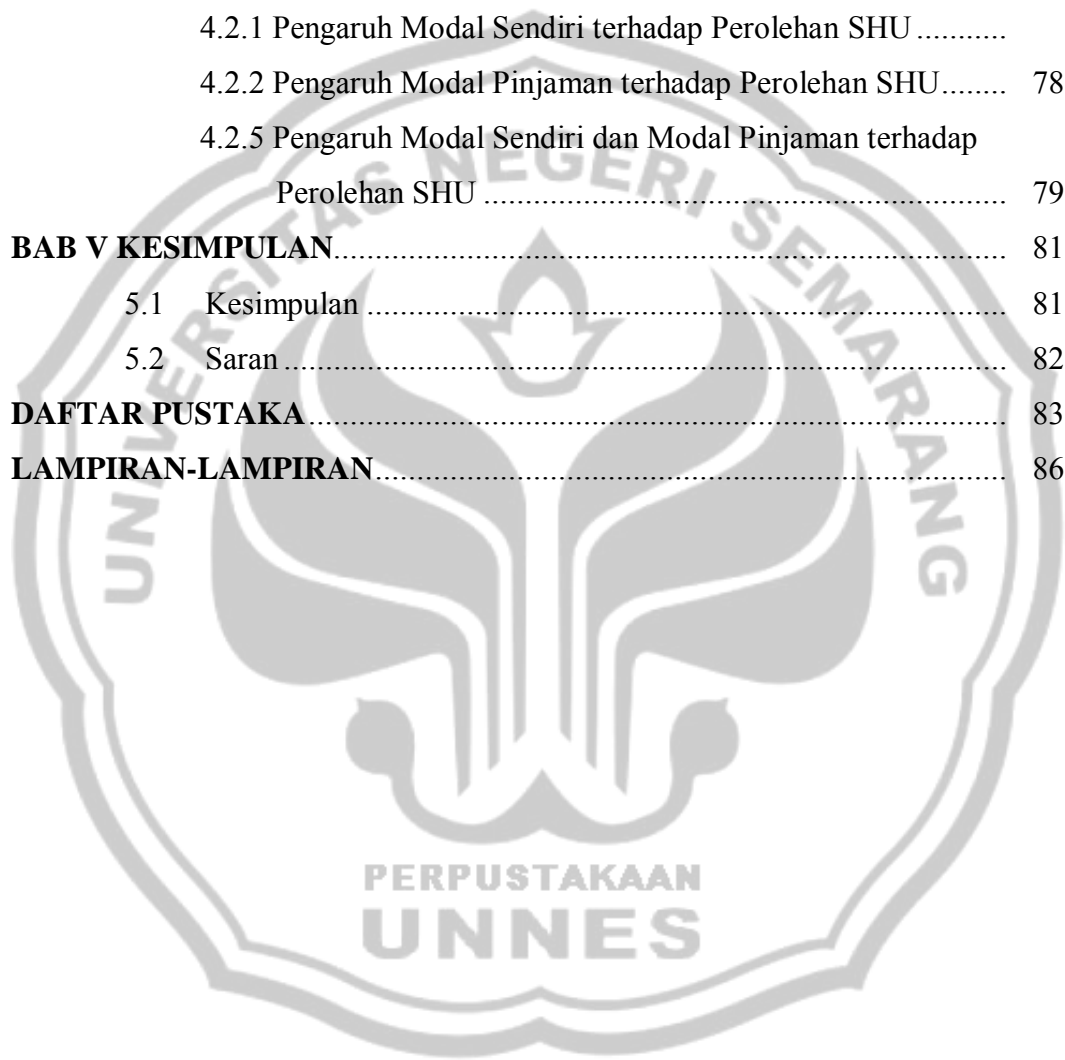 4.2.1 Pengaruh Modal Sendiri terhadap Perolehan SHU ...........
4.2.2 Pengaruh Modal Pinjaman terhadap Perolehan SHU........ 78
4.2.5 Pengaruh Modal Sendiri dan Modal Pinjaman terhadap
Perolehan SHU .................................................................... 79
BAB V KESIMPULAN....................................................................................... 81
5.1 Kesimpulan ................................................................................... 81
5.2 Saran .............................................................................................. 82
DAFTAR PUSTAKA.......................................................................................... 83
LAMPIRAN-LAMPIRAN.................................................................................. 86
UNIVERSITAS NEGERI SEMARANG
PERPUSTAKAAN
UNNES